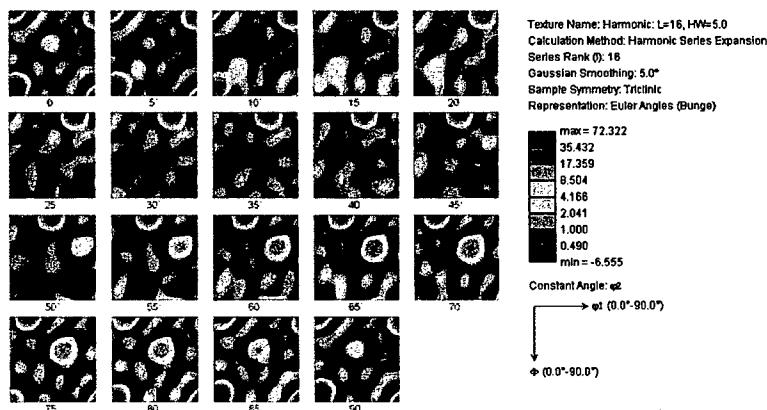 0 5 10 15 20
25 30 35 40 45
50 55 60 65 70
75 80 85 90
Texture Name: Harmonic: L=16, HW=5.0
Calculation Method: Harmonic Series Expansion
Series Rank (l): 16
Gaussian Smoothing: 5.0°
Sample Symmetry: Triclinic
Representation: Euler Angles (Bunge)
max = 72.322
35.432
17.359
8.504
4.166
2.041
1.000
0.490
min = -6.555
Constant Angle: φ2
φ1 (0.0°-90.0°)
Φ (0.0°-90.0°)